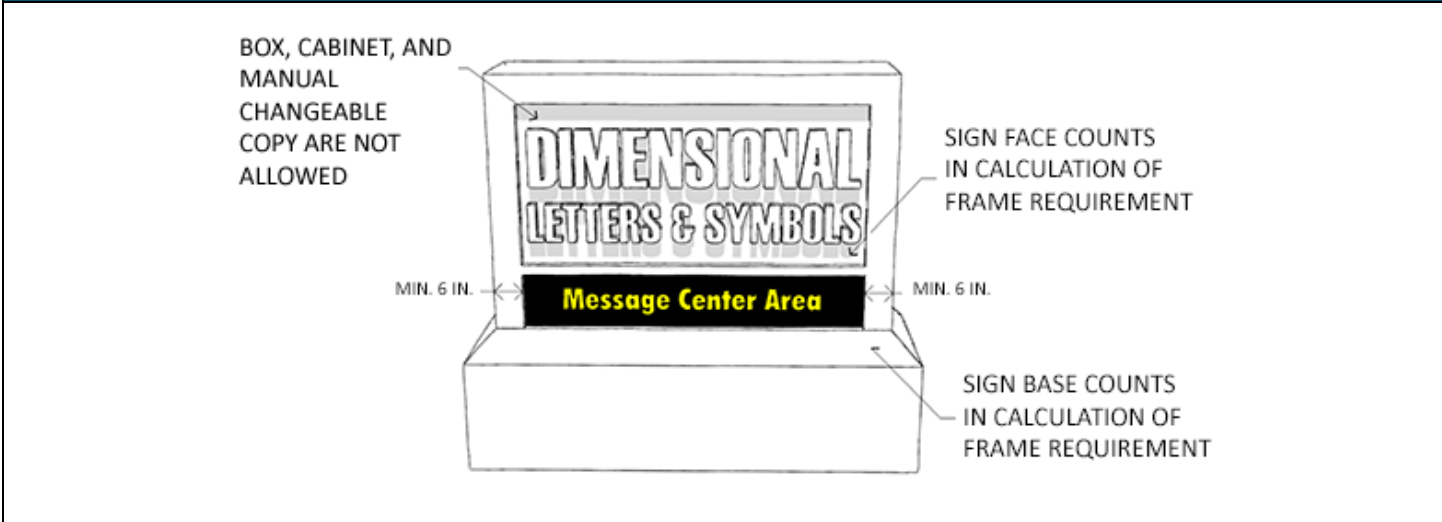 BOX, CABINET, AND
MANUAL
CHANGEABLE
COPY ARE NOT
ALLOWED
DIMENSIONAL
LETTERS & SYMBOLS
SIGN FACE COUNTS
IN CALCULATION OF
FRAME REQUIREMENT
MIN. 6 IN.
Message Center Area
MIN. 6 IN.
SIGN BASE COUNTS
IN CALCULATION OF
FRAME REQUIREMENT